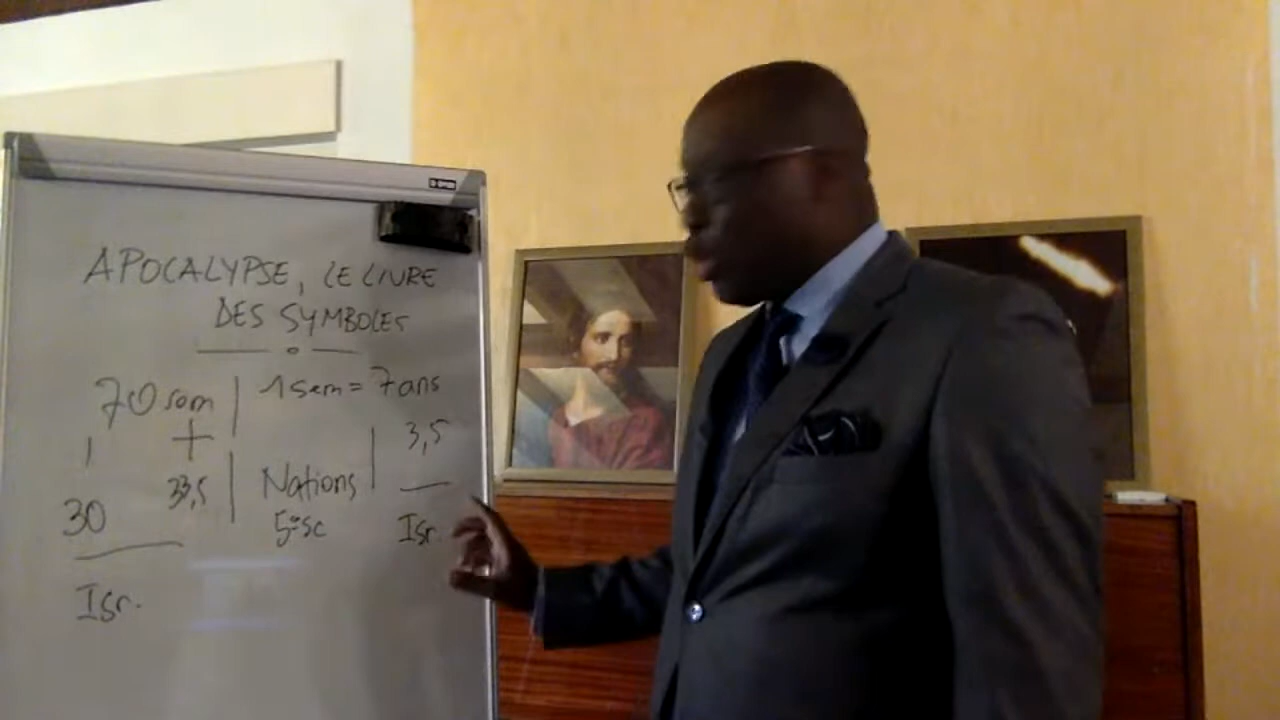 APOCALYPSE, LE LIVRE
DES SYMBOLES
70 sem | 1 sem = 7 ans
3,5
30 33,5 | Nations
5e sc Isr.
Isr.